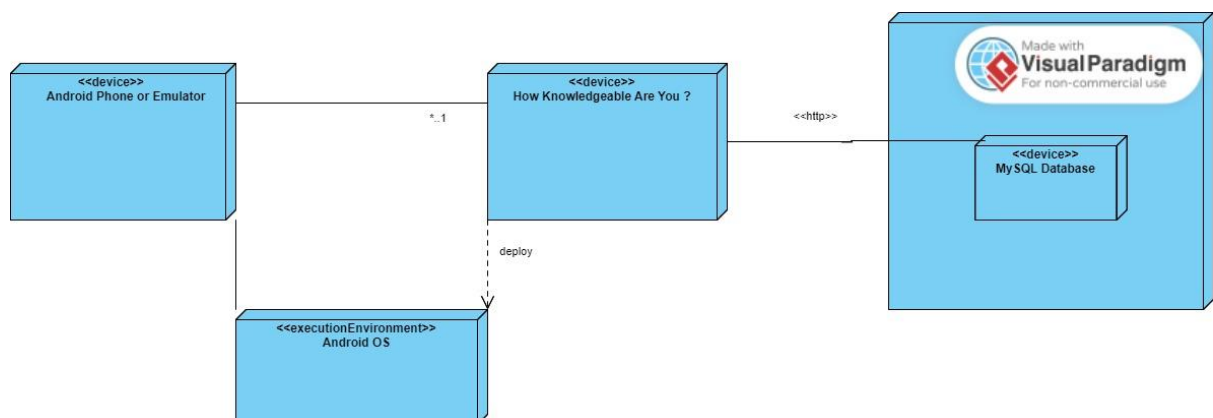 <<device>>
Android Phone or Emulator
*..1
<<device>>
How Knowledgeable Are You ?
<<http>>
Made with
Visual Paradigm
For non-commercial use
<<device>>
MySQL Database
deploy
<<executionEnvironment>>
Android OS